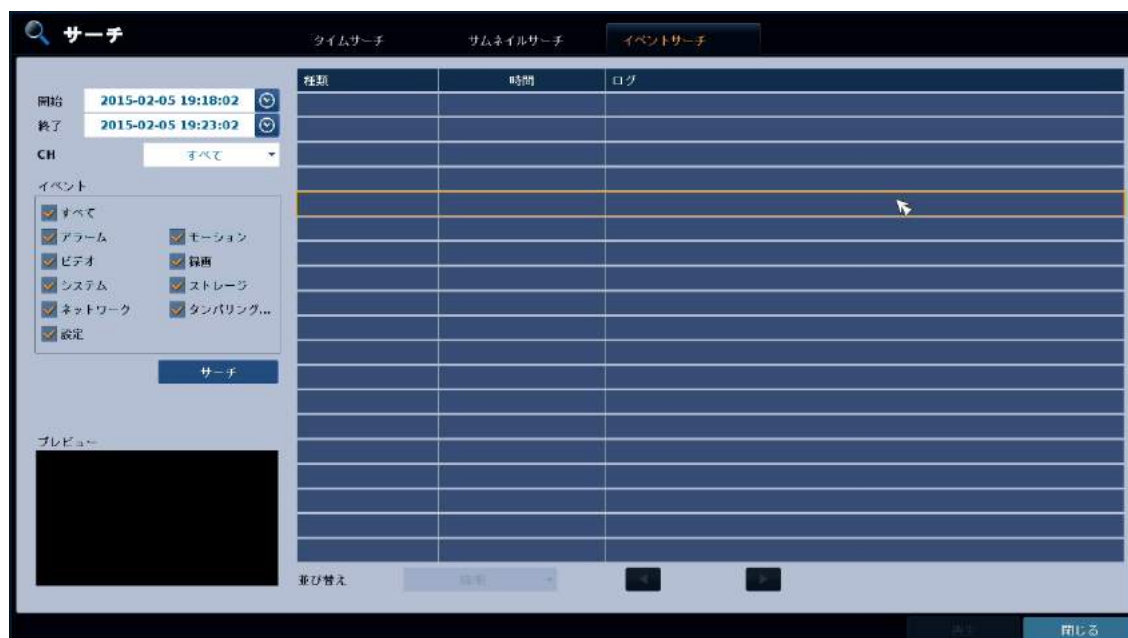 サーチ
タイムサーチ
サムネイルサーチ
イベントサーチ
種類 時間 ログ
開始 2015-02-05 19:18:02
終了 2015-02-05 19:23:02
CH すべて
イベント
すべて
アラーム モーション
ビデオ 録画
システム ストレージ
ネットワーク タンパリング...
設定
サーチ
プレビュー
並び替え
閉じる